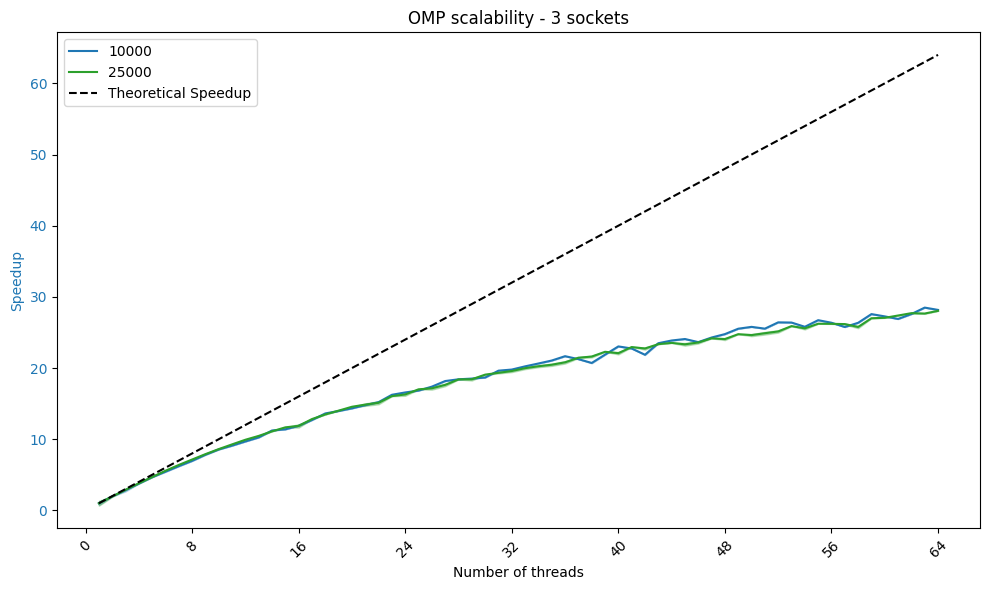 OMP scalability - 3 sockets
10000
25000
Theoretical Speedup
60
50
40
30
20
10
0
Speedup
0 8 16 24 32 40 48 56 64
Number of threads